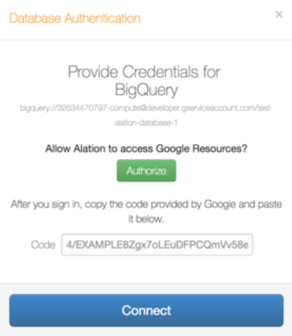 Database Authentication
×
Provide Credentials for
BigQuery
bigquery://32634470797-compute@developer.gserviceaccount.com/test-
alation-database-1
Allow Alation to access Google Resources?
Authorize
After you sign in, copy the code provided by Google and paste
it below.
Code 4/EXAMPLE8Zgx7oLEuDFPCQmVv58e
Connect